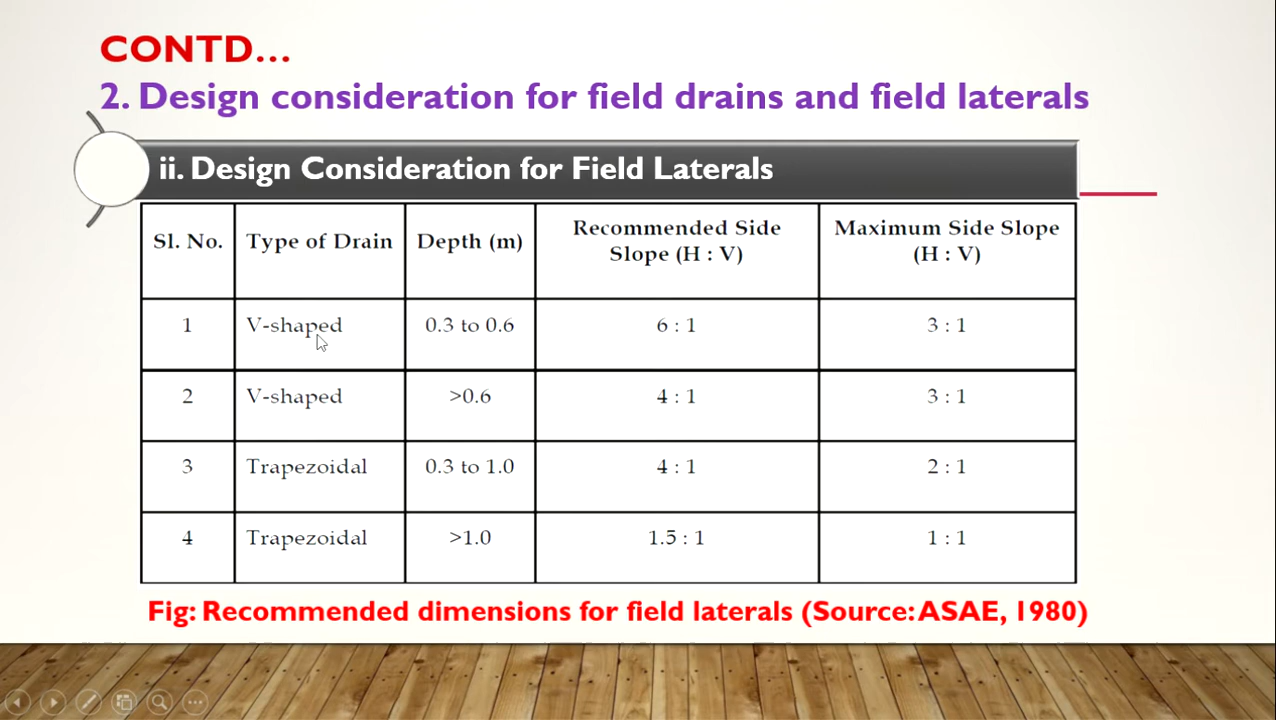 CONTD...
2. Design consideration for field drains and field laterals
ii. Design Consideration for Field Laterals
Sl. No. Type of Drain Depth (m) Recommended Side Slope (H : V) Maximum Side Slope (H : V)
1 V-shaped 0.3 to 0.6 6 : 1 3 : 1
2 V-shaped >0.6 4 : 1 3 : 1
3 Trapezoidal 0.3 to 1.0 4 : 1 2 : 1
4 Trapezoidal >1.0 1.5 : 1 1 : 1
Fig: Recommended dimensions for field laterals (Source: ASAE, 1980)